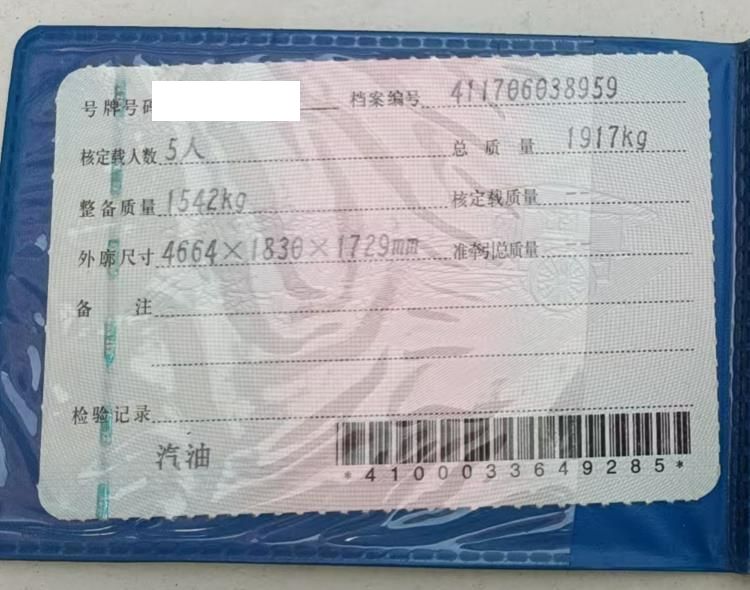 号牌号码 档案编号 411706038959
核定载人数 5人 总质量 1917kg
整备质量 1542kg 核定载质量 --
外廓尺寸 4664×1830×1729mm 准牵引总质量 --
备注
检验记录
汽油
*4100033649285*